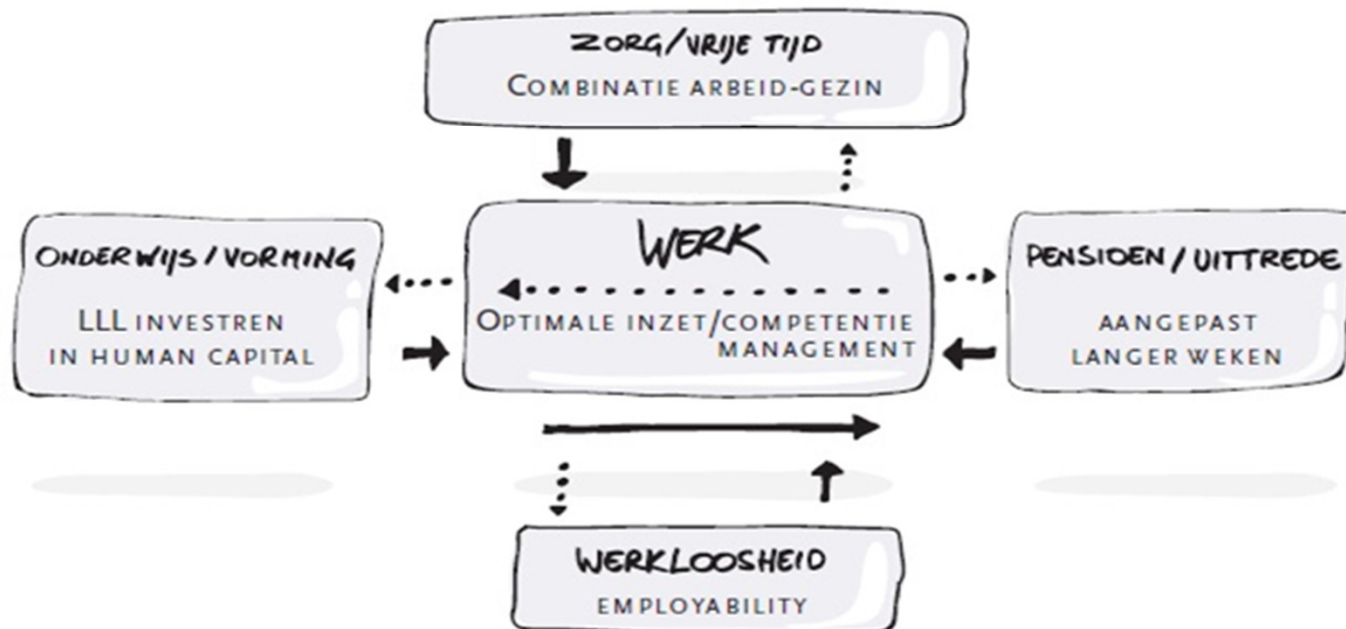 ZORG/VRIJE TIJD
COMBINATIE ARBEID-GEZIN
ONDERWIJS/VORMING
LLL INVESTREN
IN HUMAN CAPITAL
WERK
OPTIMALE INZET/COMPETENTIE
MANAGEMENT
PENSIOEN/UITTREDE
AANGEPAST
LANGER WEKEN
WERKLOOSHEID
EMPLOYABILITY